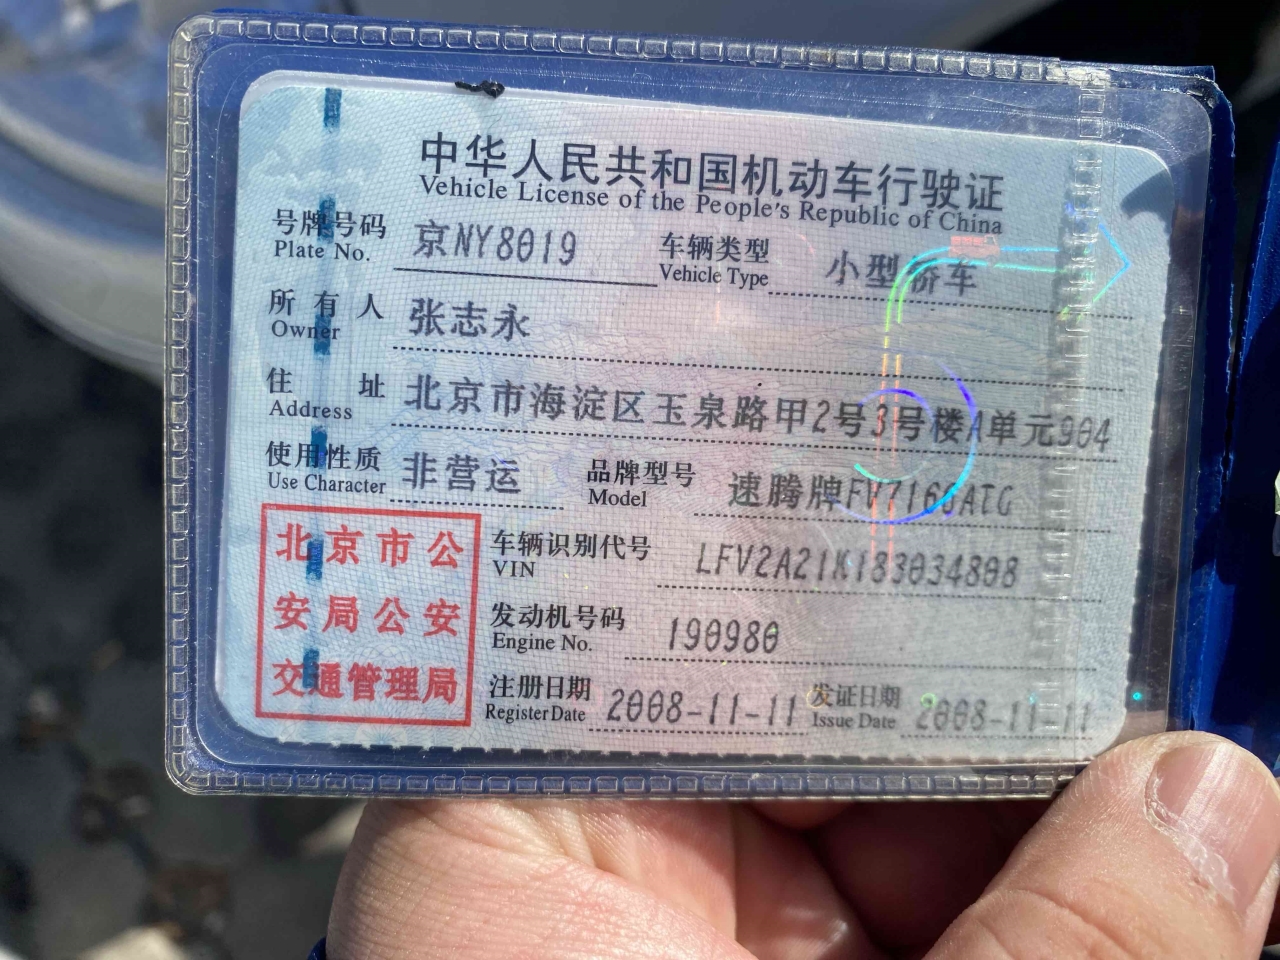 中华人民共和国机动车行驶证
Vehicle License of the People's Republic of China
号牌号码 京NY8019 车辆类型 小型轿车
Plate No. Vehicle Type
所有人 张志永
Owner
住址 北京市海淀区玉泉路甲2号3号楼A单元904
Address
使用性质 非营运 品牌型号 速腾牌FV7166ATG
Use Character Model
北京市公
安局公安
交通管理局
车辆识别代号 LFV2A21K183034808
VIN
发动机号码 190980
Engine No.
注册日期 2008-11-11 发证日期 2008-11-11
Register Date Issue Date